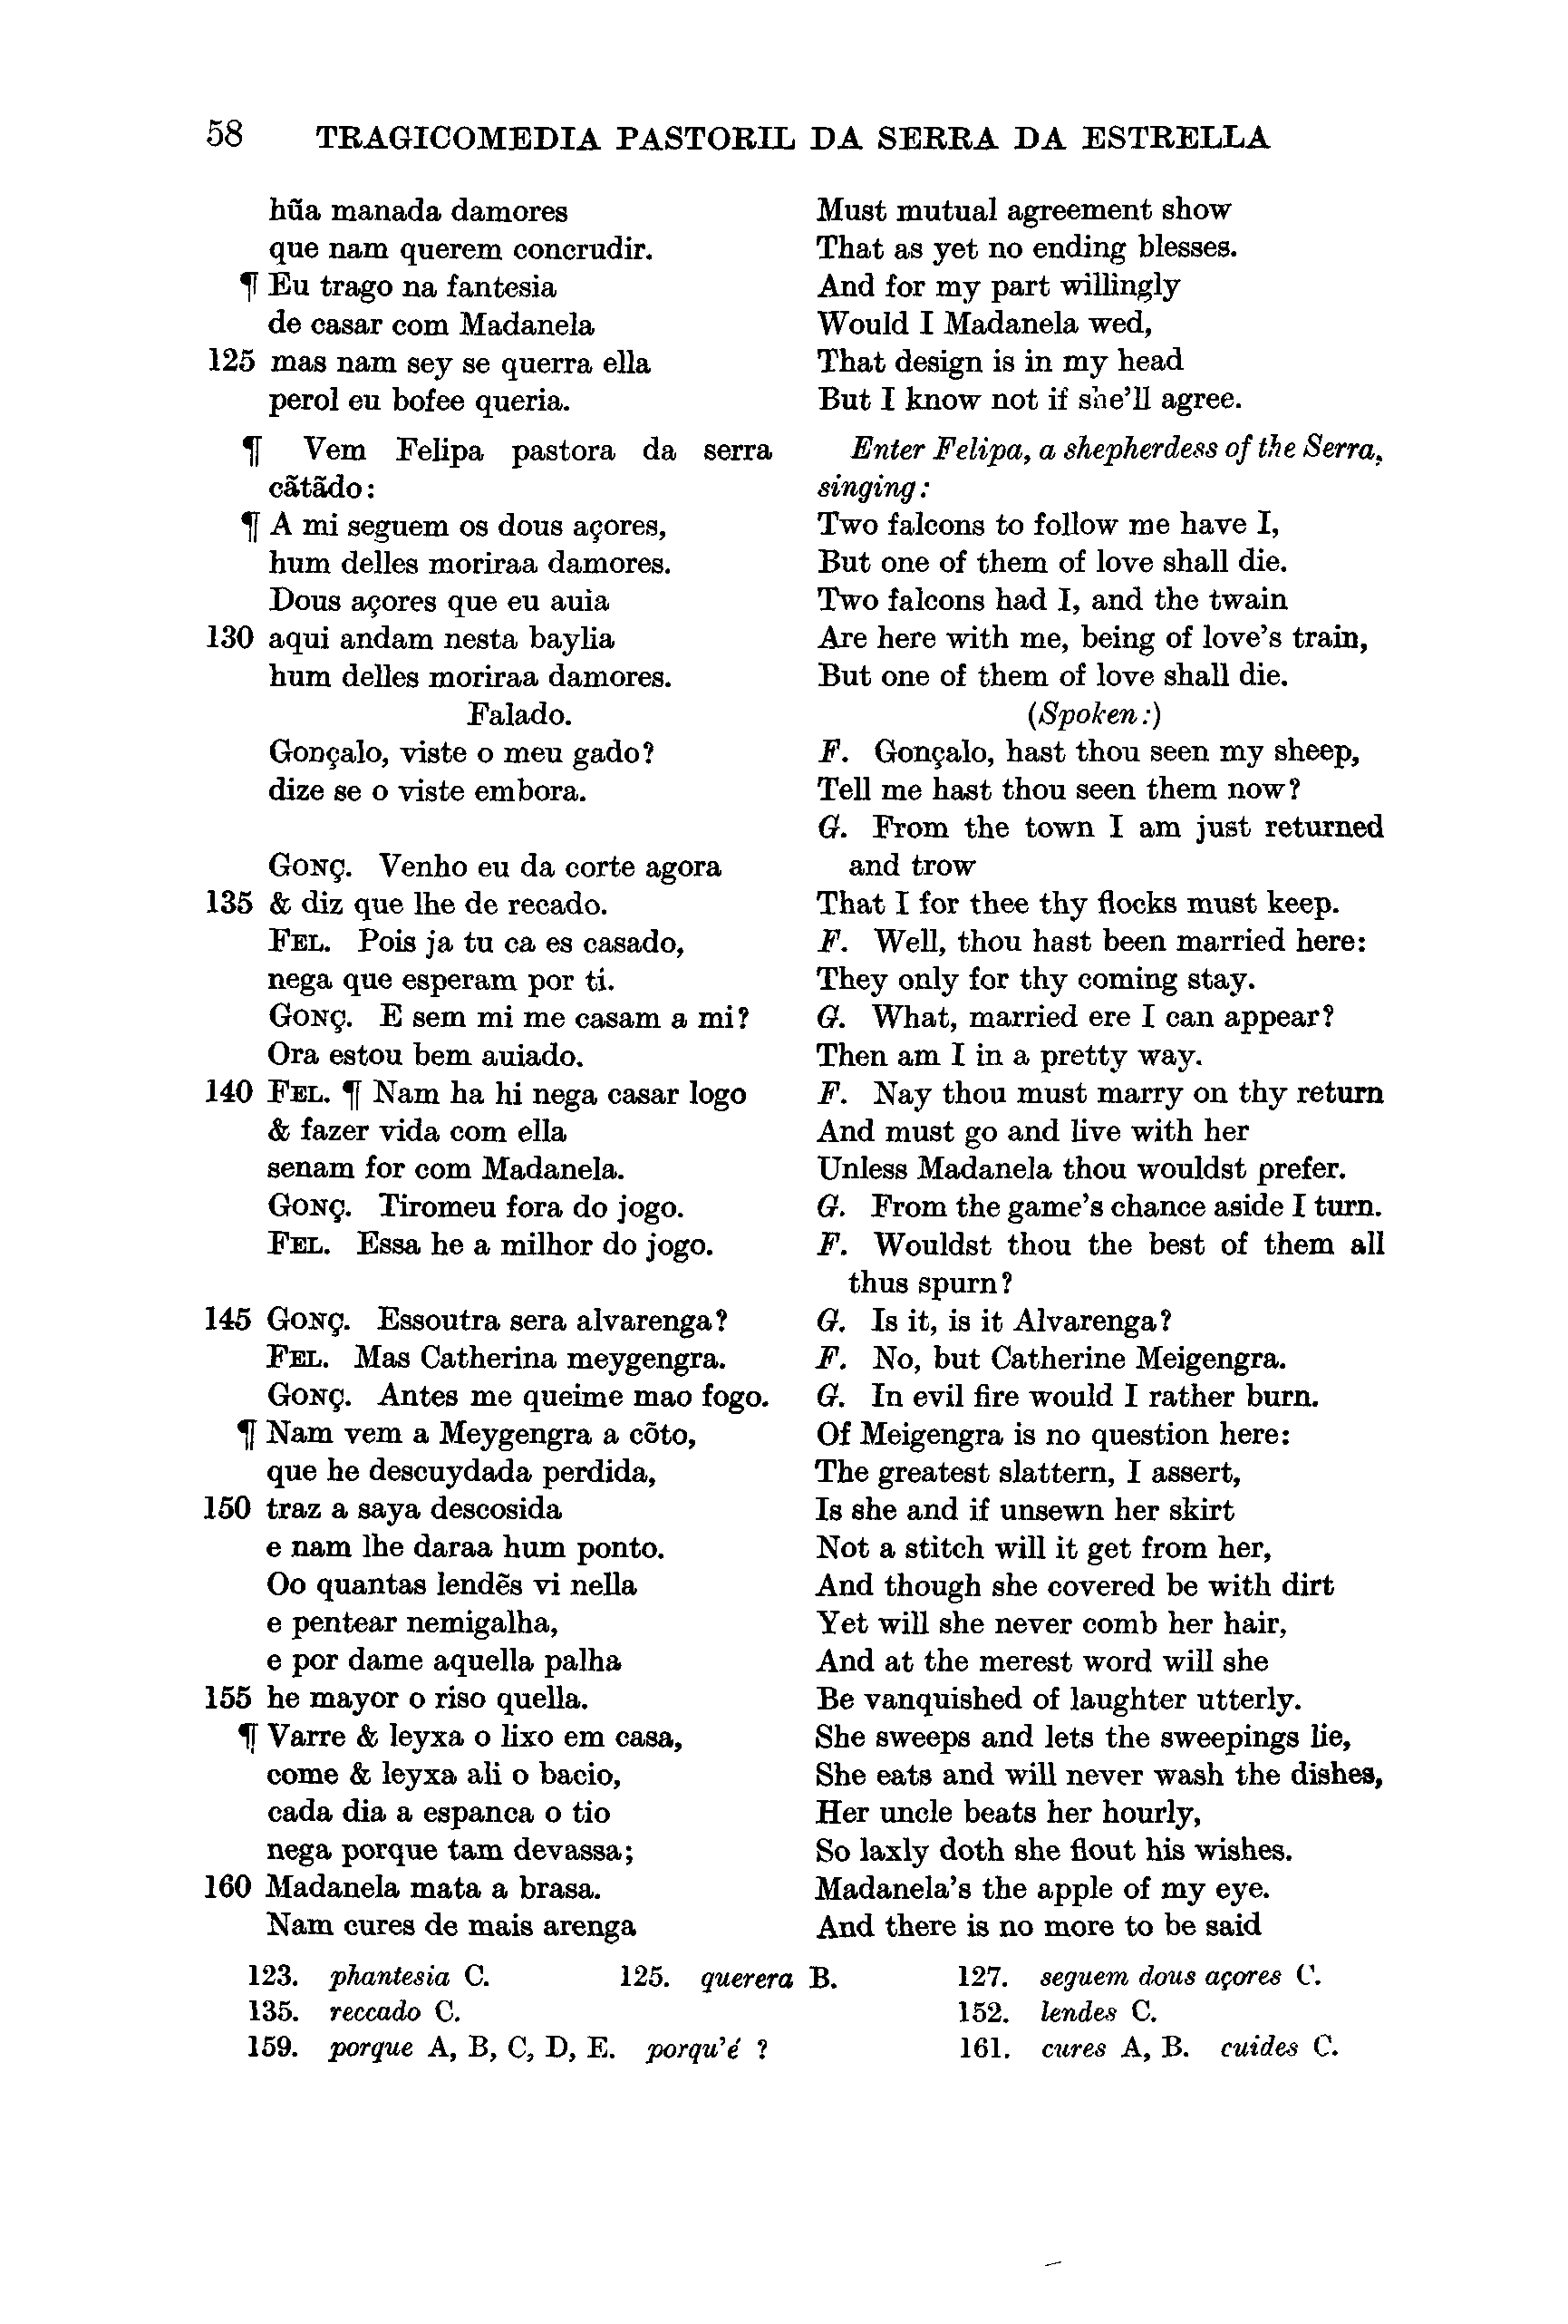 58 TRAGICOMEDIA PASTORIL DA SERRA DA ESTRELLA
hũa manada damores
que nam querem concrudir.
¶ Eu trago na fantesia
de casar com Madanela
125 mas nam sey se querra ella
perol eu bofee queria.
¶ Vem Felipa pastora da serra
cãtãdo:
¶ A mi seguem os dous açores,
hum delles moriraa damores.
Dous açores que eu auia
130 aqui andam nesta baylia
hum delles moriraa damores.
Falado.
Gonçalo, viste o meu gado?
dize se o viste embora.
GONÇ. Venho eu da corte agora
135 & diz que lhe de recado.
FEL. Pois ja tu ca es casado,
nega que esperam por ti.
GONÇ. E sem mi me casam a mi?
Ora estou bem auiado.
140 FEL. ¶ Nam ha hi nega casar logo
& fazer vida com ella
senam for com Madanela.
GONÇ. Tiromeu fora do jogo.
FEL. Essa he a milhor do jogo.
145 GONÇ. Essoutra sera alvarenga?
FEL. Mas Catherina meygengra.
GONÇ. Antes me queime mao fogo.
¶ Nam vem a Meygengra a cõto,
que he descuydada perdida,
150 traz a saya descosida
e nam lhe daraa hum ponto.
Oo quantas lendẽs vi nella
e pentear nemigalha,
e por dame aquella palha
155 he mayor o riso quella.
¶ Varre & leyxa o lixo em casa,
come & leyxa ali o bacio,
cada dia a espanca o tio
nega porque tam devassa;
160 Madanela mata a brasa.
Nam cures de mais arenga
Must mutual agreement show
That as yet no ending blesses.
And for my part willingly
Would I Madanela wed,
That design is in my head
But I know not if she'll agree.
Enter Felipa, a shepherdess of the Serra,
singing:
Two falcons to follow me have I,
But one of them of love shall die.
Two falcons had I, and the twain
Are here with me, being of love's train,
But one of them of love shall die.
(Spoken:)
F. Gonçalo, hast thou seen my sheep,
Tell me hast thou seen them now?
G. From the town I am just returned
and trow
That I for thee thy flocks must keep.
F. Well, thou hast been married here:
They only for thy coming stay.
G. What, married ere I can appear?
Then am I in a pretty way.
F. Nay thou must marry on thy return
And must go and live with her
Unless Madanela thou wouldst prefer.
G. From the game's chance aside I turn.
F. Wouldst thou the best of them all
thus spurn?
G. Is it, is it Alvarenga?
F. No, but Catherine Meigengra.
G. In evil fire would I rather burn.
Of Meigengra is no question here:
The greatest slattern, I assert,
Is she and if unsewn her skirt
Not a stitch will it get from her,
And though she covered be with dirt
Yet will she never comb her hair,
And at the merest word will she
Be vanquished of laughter utterly.
She sweeps and lets the sweepings lie,
She eats and will never wash the dishes,
Her uncle beats her hourly,
So laxly doth she flout his wishes.
Madanela's the apple of my eye.
And there is no more to be said
123. phantesia C. 125. querera B. 127. seguem dous açores C.
135. reccado C. 152. lendes C.
159. porque A, B, C, D, E. porqu'é ? 161. cures A, B. cuides C.